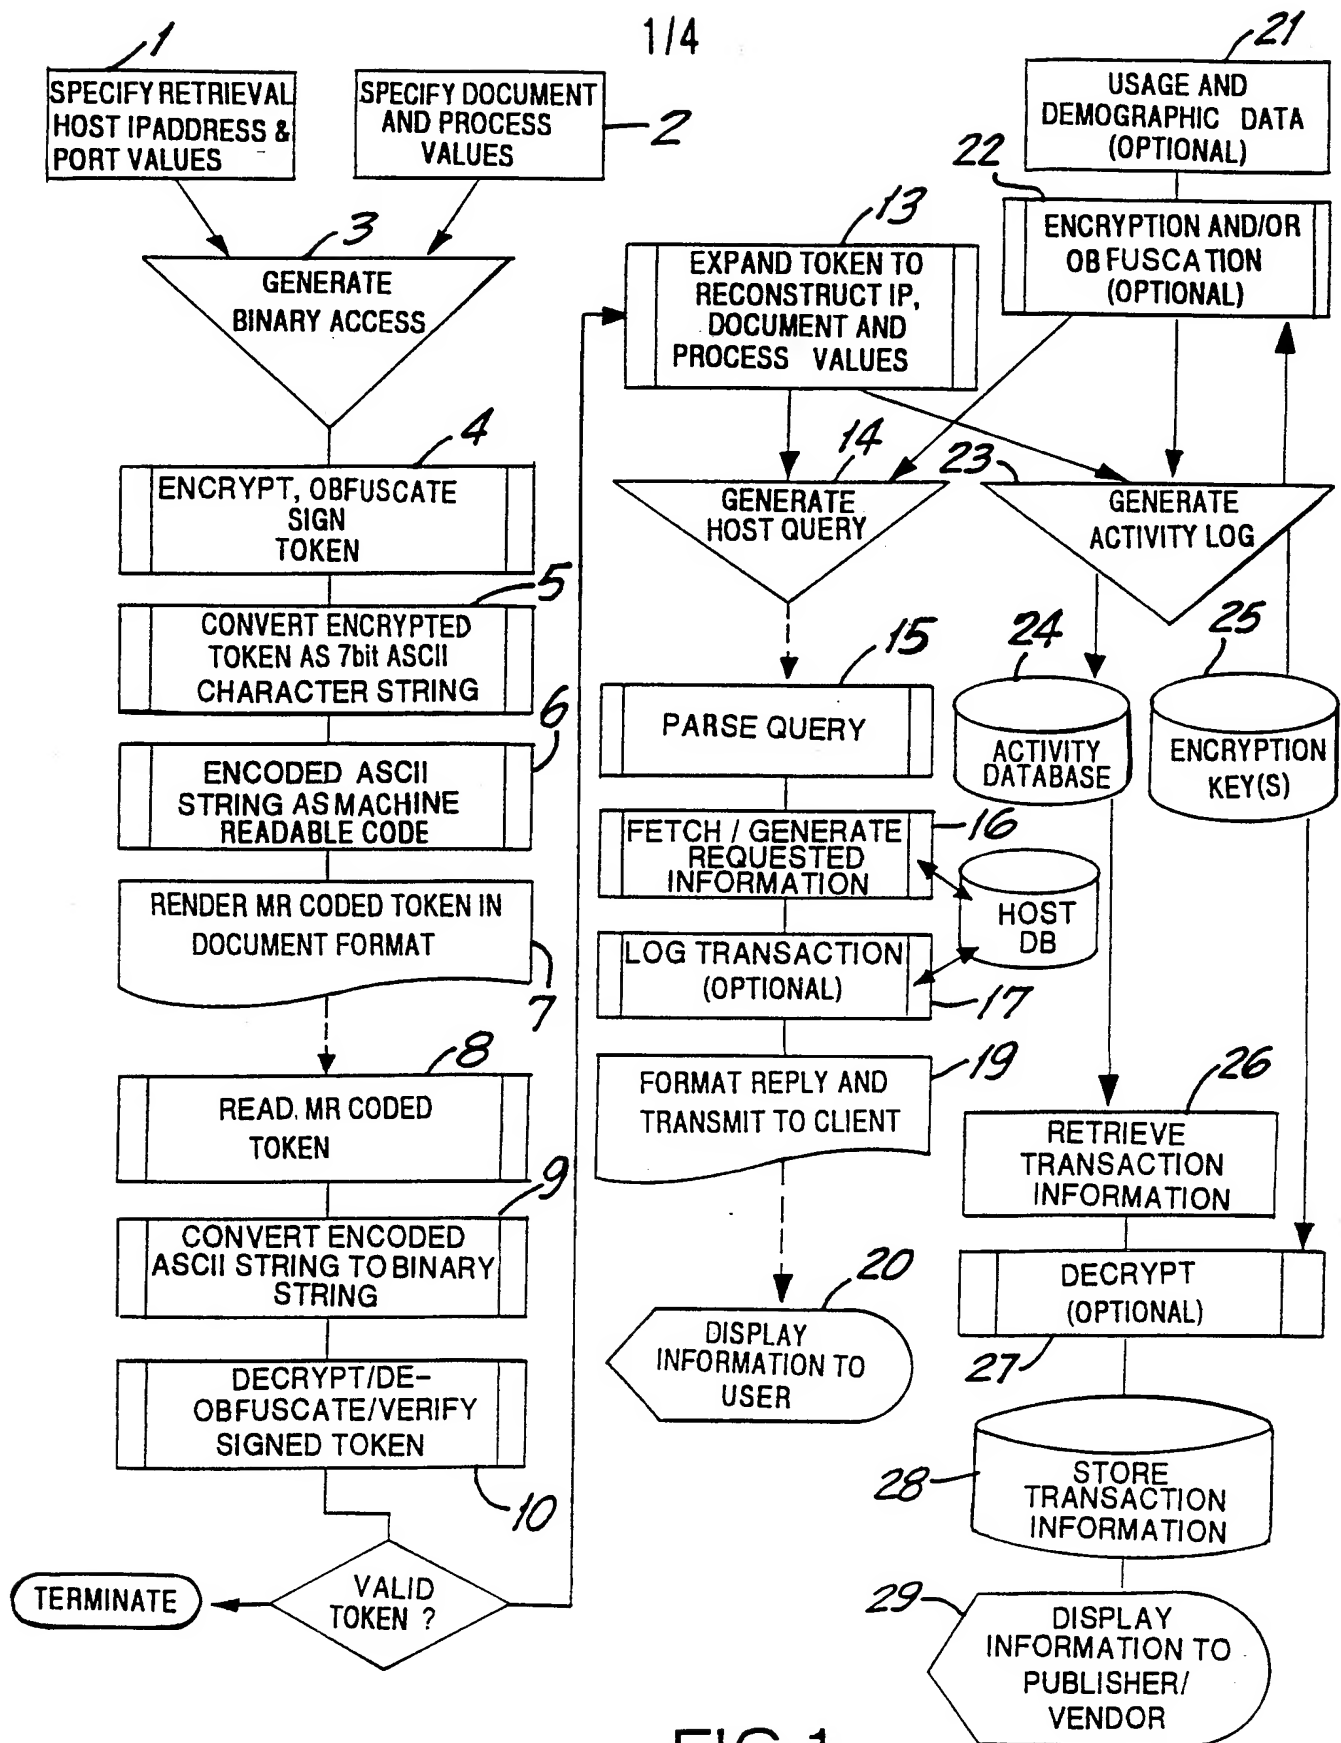 1/4
1
SPECIFY RETRIEVAL
HOST IPADDRESS &
PORT VALUES
SPECIFY DOCUMENT
AND PROCESS
VALUES
2
3
GENERATE
BINARY ACCESS
4
ENCRYPT, OBFUSCATE
SIGN
TOKEN
5
CONVERT ENCRYPTED
TOKEN AS 7bit ASCII
CHARACTER STRING
6
ENCODED ASCII
STRING AS MACHINE
READABLE CODE
RENDER MR CODED TOKEN IN
DOCUMENT FORMAT
7
8
READ. MR CODED
TOKEN
9
CONVERT ENCODED
ASCII STRING TO BINARY
STRING
DECRYPT/DE-
OBFUSCATE/VERIFY
SIGNED TOKEN
10
VALID
TOKEN ?
TERMINATE
13
EXPAND TOKEN TO
RECONSTRUCT IP,
DOCUMENT AND
PROCESS VALUES
14
GENERATE
HOST QUERY
15
PARSE QUERY
16
FETCH / GENERATE
REQUESTED
INFORMATION
HOST
DB
LOG TRANSACTION
(OPTIONAL)
17
19
FORMAT REPLY AND
TRANSMIT TO CLIENT
20
DISPLAY
INFORMATION TO
USER
21
USAGE AND
DEMOGRAPHIC DATA
(OPTIONAL)
22
ENCRYPTION AND/OR
OBFUSCATION
(OPTIONAL)
23
GENERATE
ACTIVITY LOG
24
ACTIVITY
DATABASE
25
ENCRYPTION
KEY(S)
26
RETRIEVE
TRANSACTION
INFORMATION
DECRYPT
(OPTIONAL)
27
28
STORE
TRANSACTION
INFORMATION
29
DISPLAY
INFORMATION TO
PUBLISHER/
VENDOR
FIG.1